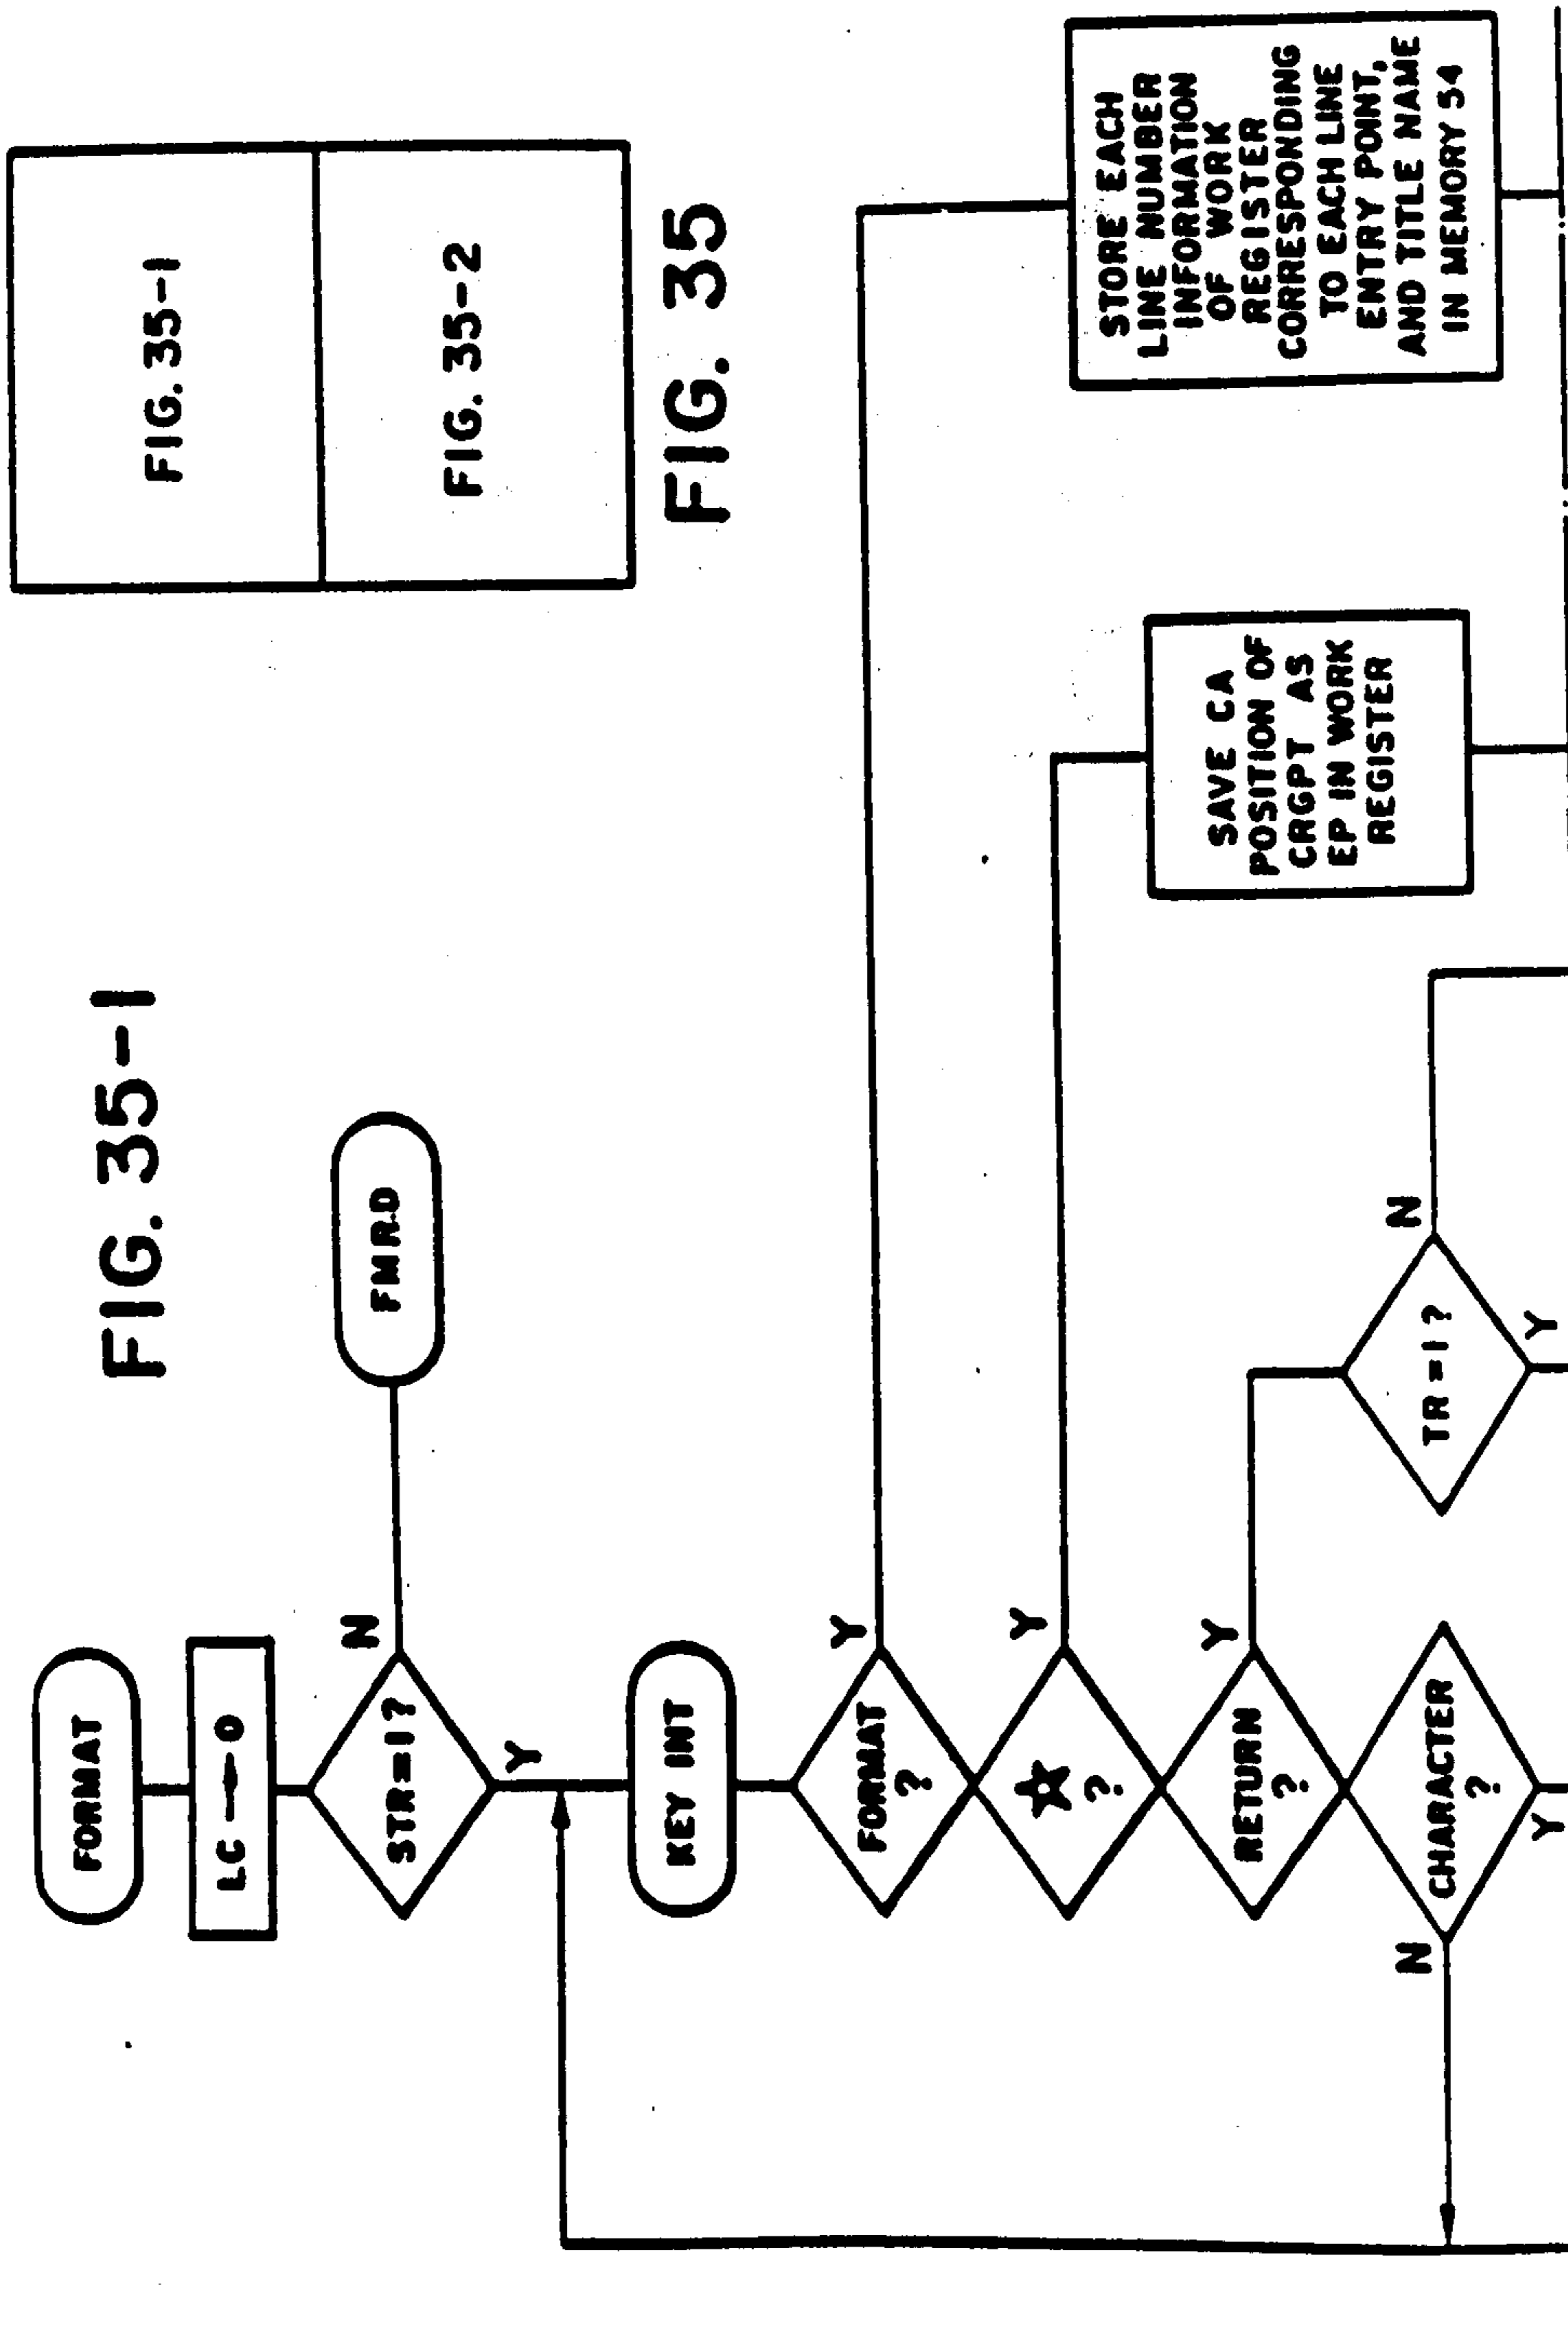 FIG. 35-1
FIG. 35-1
FIG. 35-2
FIG. 35
FORMAT
LC → 0
STR=1?
N
FMRD
Y
KEY INT
FORMAT
?
Y
STORE EACH
LINE NUMBER
INFORMATION
OF WORK
REGISTER
CORRESPONDING
TO EACH LINE
ENTRY POINT,
AND TITLE NAME
IN MEMORY 54
☆
?
Y
SAVE CA
POSITION OF
CRGPT AS
EP IN WORK
REGISTER
RETURN
?
Y
TR=1?
N
Y
CHARACTER
?
N
Y